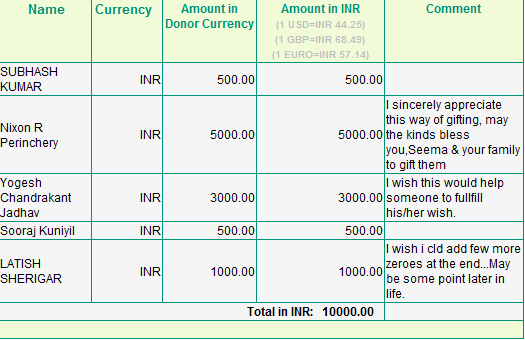 Name Currency Amount in Donor Currency Amount in INR Comment
(1 USD=INR 44.25)
(1 GBP=INR 68.49)
(1 EURO=INR 57.14)
SUBHASH
KUMAR
INR 500.00 500.00
Nixon R
Perinchery
INR 5000.00 5000.00
I sincerely appreciate
this way of gifting, may
the kinds bless
you,Seema & your family
to gift them
Yogesh
Chandrakant
Jadhav
INR 3000.00 3000.00
I wish this would help
someone to fullfill
his/her wish.
Sooraj Kuniyil INR 500.00 500.00
LATISH
SHERIGAR
INR 1000.00 1000.00
I wish i cld add few more
zeroes at the end...May
be some point later in
life.
Total in INR: 10000.00